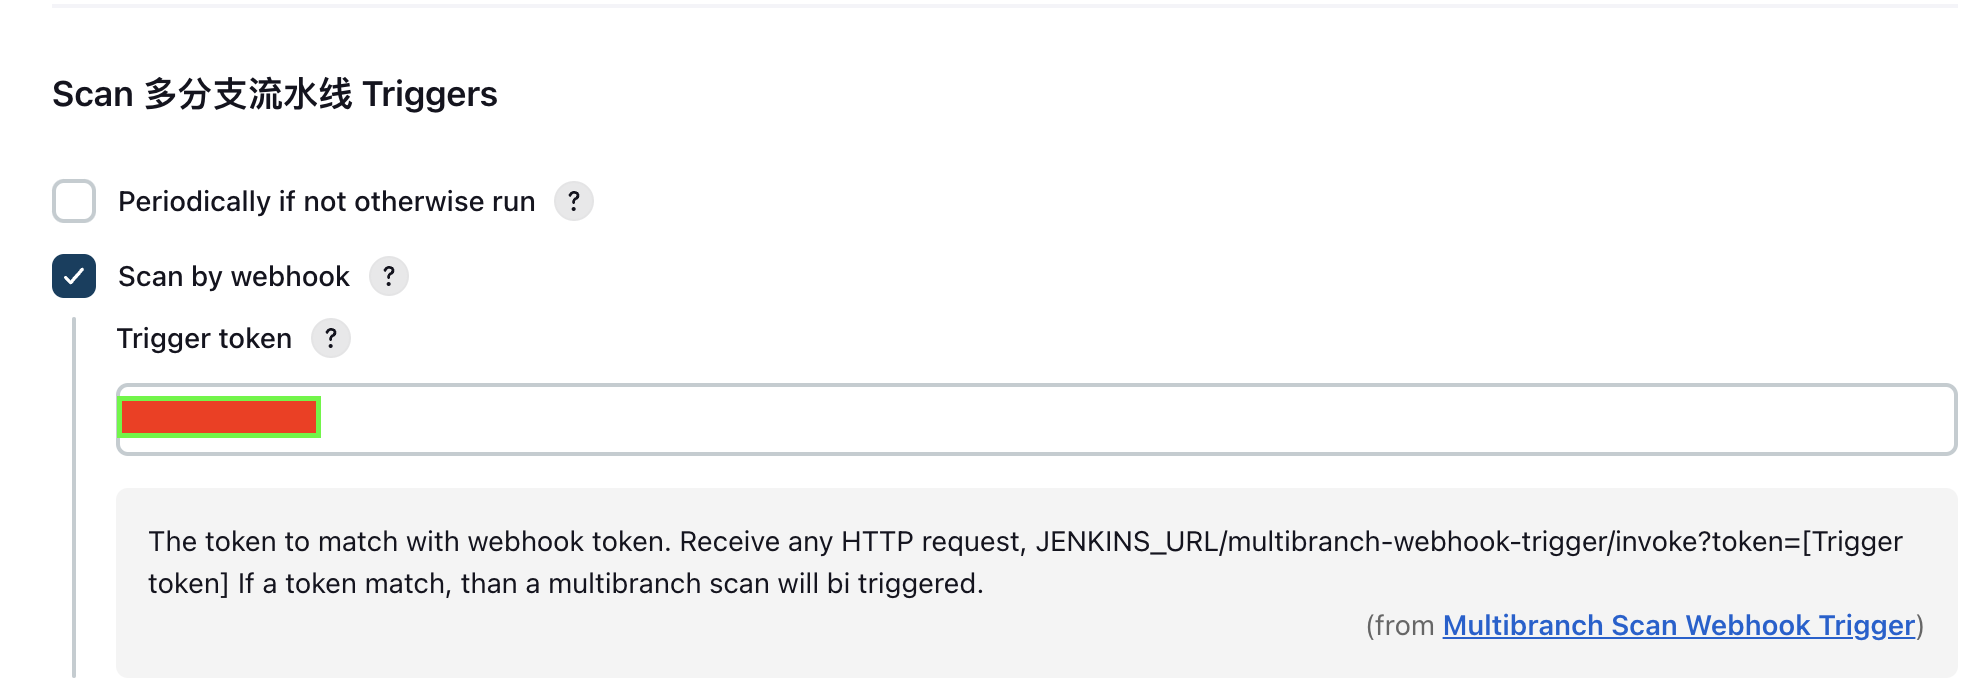 Scan 多分支流水线 Triggers
Periodically if not otherwise run ?
Scan by webhook ?
Trigger token ?
The token to match with webhook token. Receive any HTTP request, JENKINS_URL/multibranch-webhook-trigger/invoke?token=[Trigger
token] If a token match, than a multibranch scan will bi triggered.
(from Multibranch Scan Webhook Trigger)